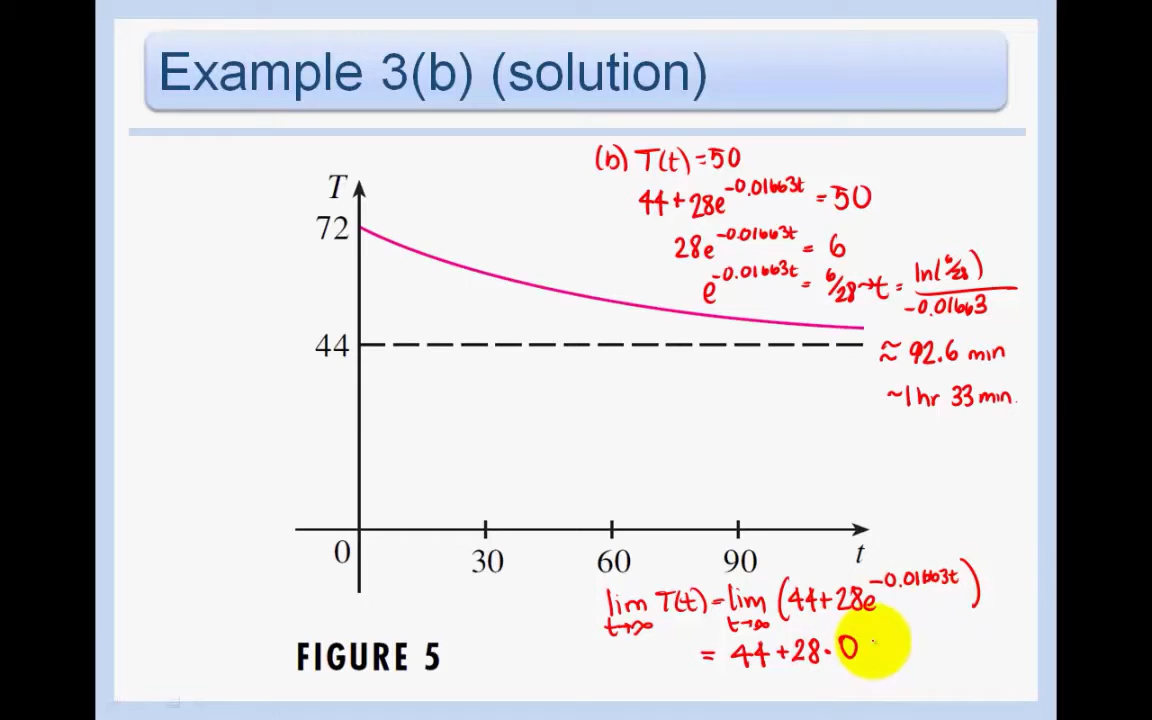 Example 3(b) (solution)
(b) T(t)=50
44+28e^-0.01663t = 50
28e^-0.01663t = 6
e^-0.01663t = 6/28 → t = ln(6/28) / -0.01663
≈ 92.6 min
~1 hr 33 min.
T
72
44
0
30
60
90
t
lim t→∞ T(t) = lim t→∞ (44+28e^-0.01663t)
= 44+28·0
FIGURE 5